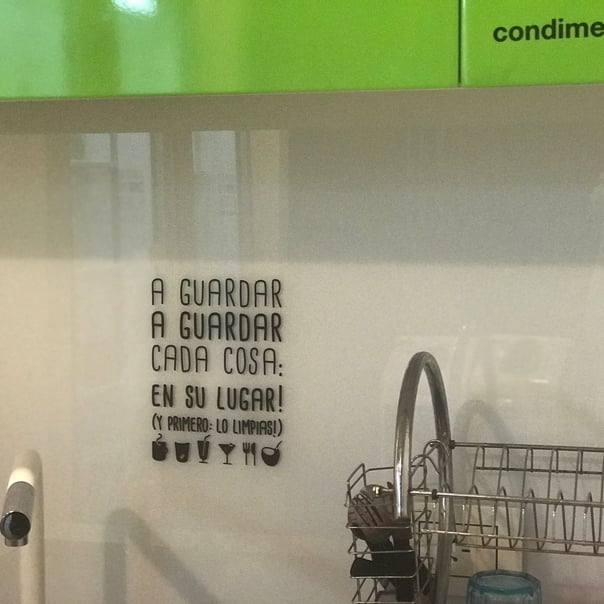 condime
A GUARDAR
A GUARDAR
CADA COSA:
EN SU LUGAR!
(Y PRIMERO: LO LIMPIAS!)